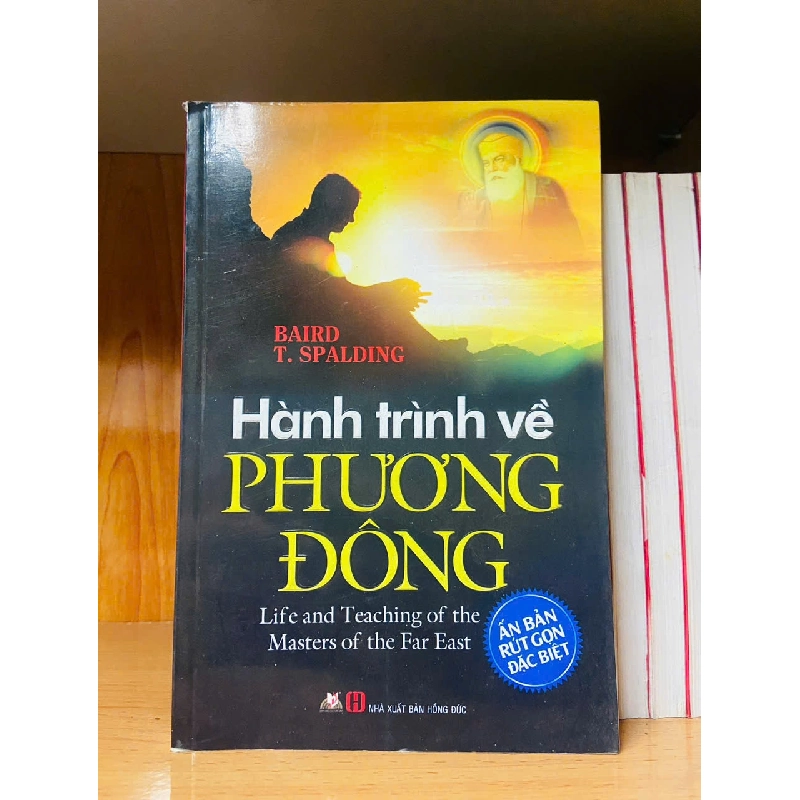 BAIRD
T. SPALDING
Hành trình về
PHƯƠNG
ĐÔNG
Life and Teaching of the
Masters of the Far East
ẤN BẢN
RÚT GỌN
ĐẶC BIỆT
NHÀ XUẤT BẢN HỒNG ĐỨC